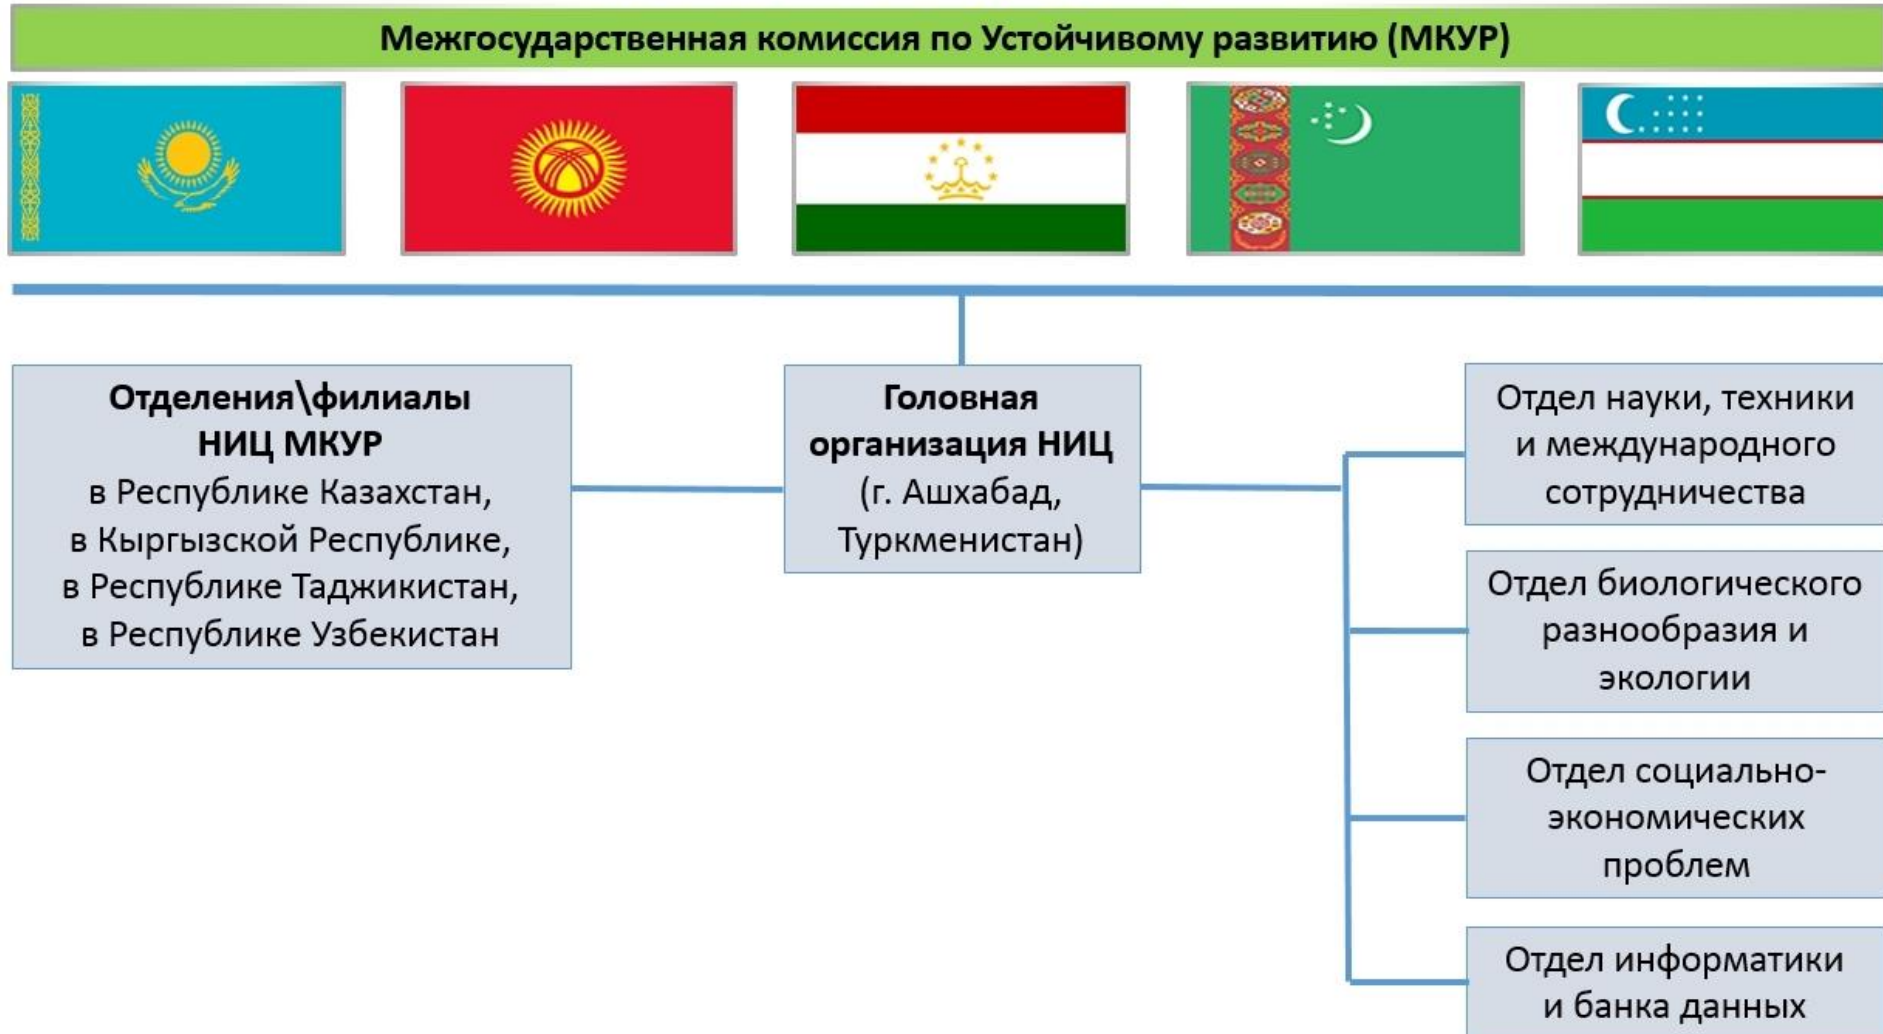 Межгосударственная комиссия по Устойчивому развитию (МКУР)
Отделения\филиалы
НИЦ МКУР
в Республике Казахстан,
в Кыргызской Республике,
в Республике Таджикистан,
в Республике Узбекистан
Головная
организация НИЦ
(г. Ашхабад,
Туркменистан)
Отдел науки, техники
и международного
сотрудничества
Отдел биологического
разнообразия и
экологии
Отдел социально-
экономических
проблем
Отдел информатики
и банка данных